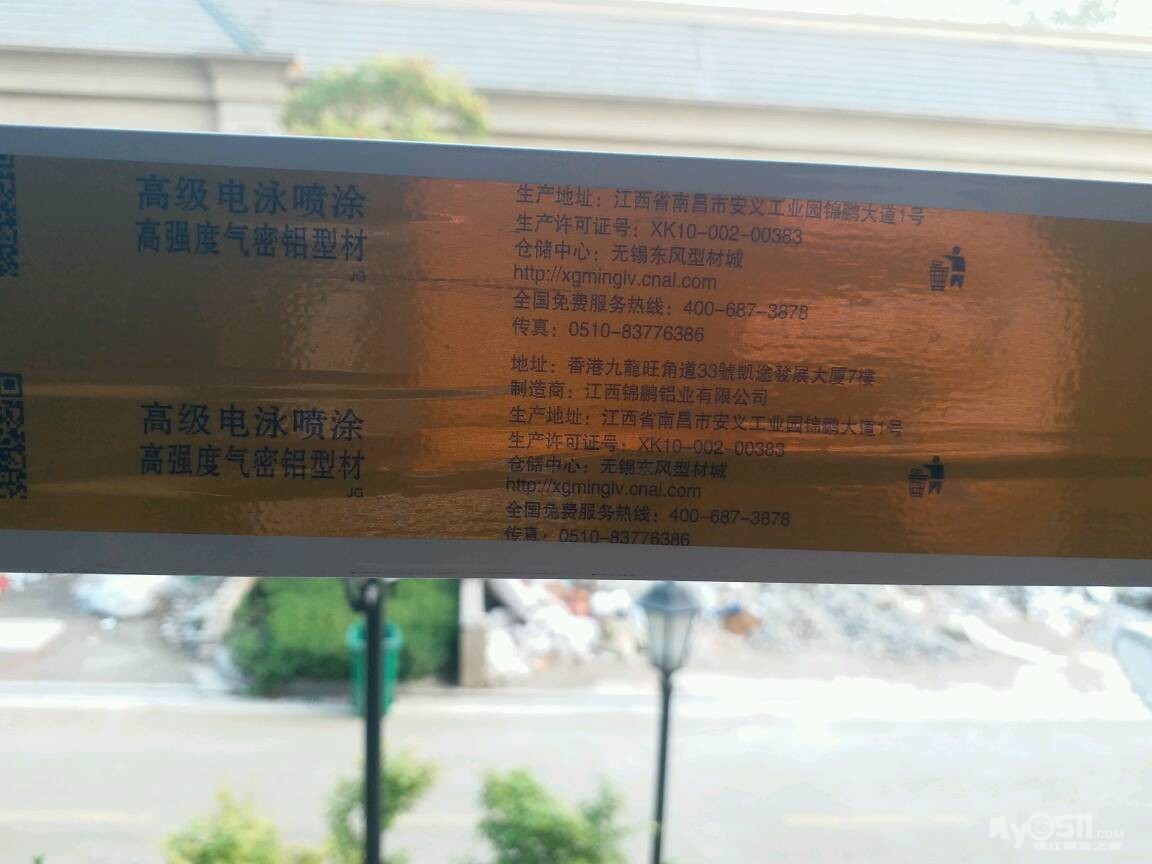 高级电泳喷涂
高强度气密铝型材
JG
生产地址：江西省南昌市安义工业园锦鹏大道1号
生产许可证号：XK10-002-00383
仓储中心：无锡东风型材城
http://xgminglv.cnal.com
全国免费服务热线：400-687-3878
传真：0510-83776386
地址：香港九龍旺角道33號凱途發展大厦7樓
制造商：江西锦鹏铝业有限公司
高级电泳喷涂
高强度气密铝型材
JG
生产地址：江西省南昌市安义工业园锦鹏大道1号
生产许可证号：XK10-002-00383
仓储中心：无锡东风型材城
http://xgminglv.cnal.com
全国免费服务热线：400-687-3878
传真：0510-83776386
My0511.COM